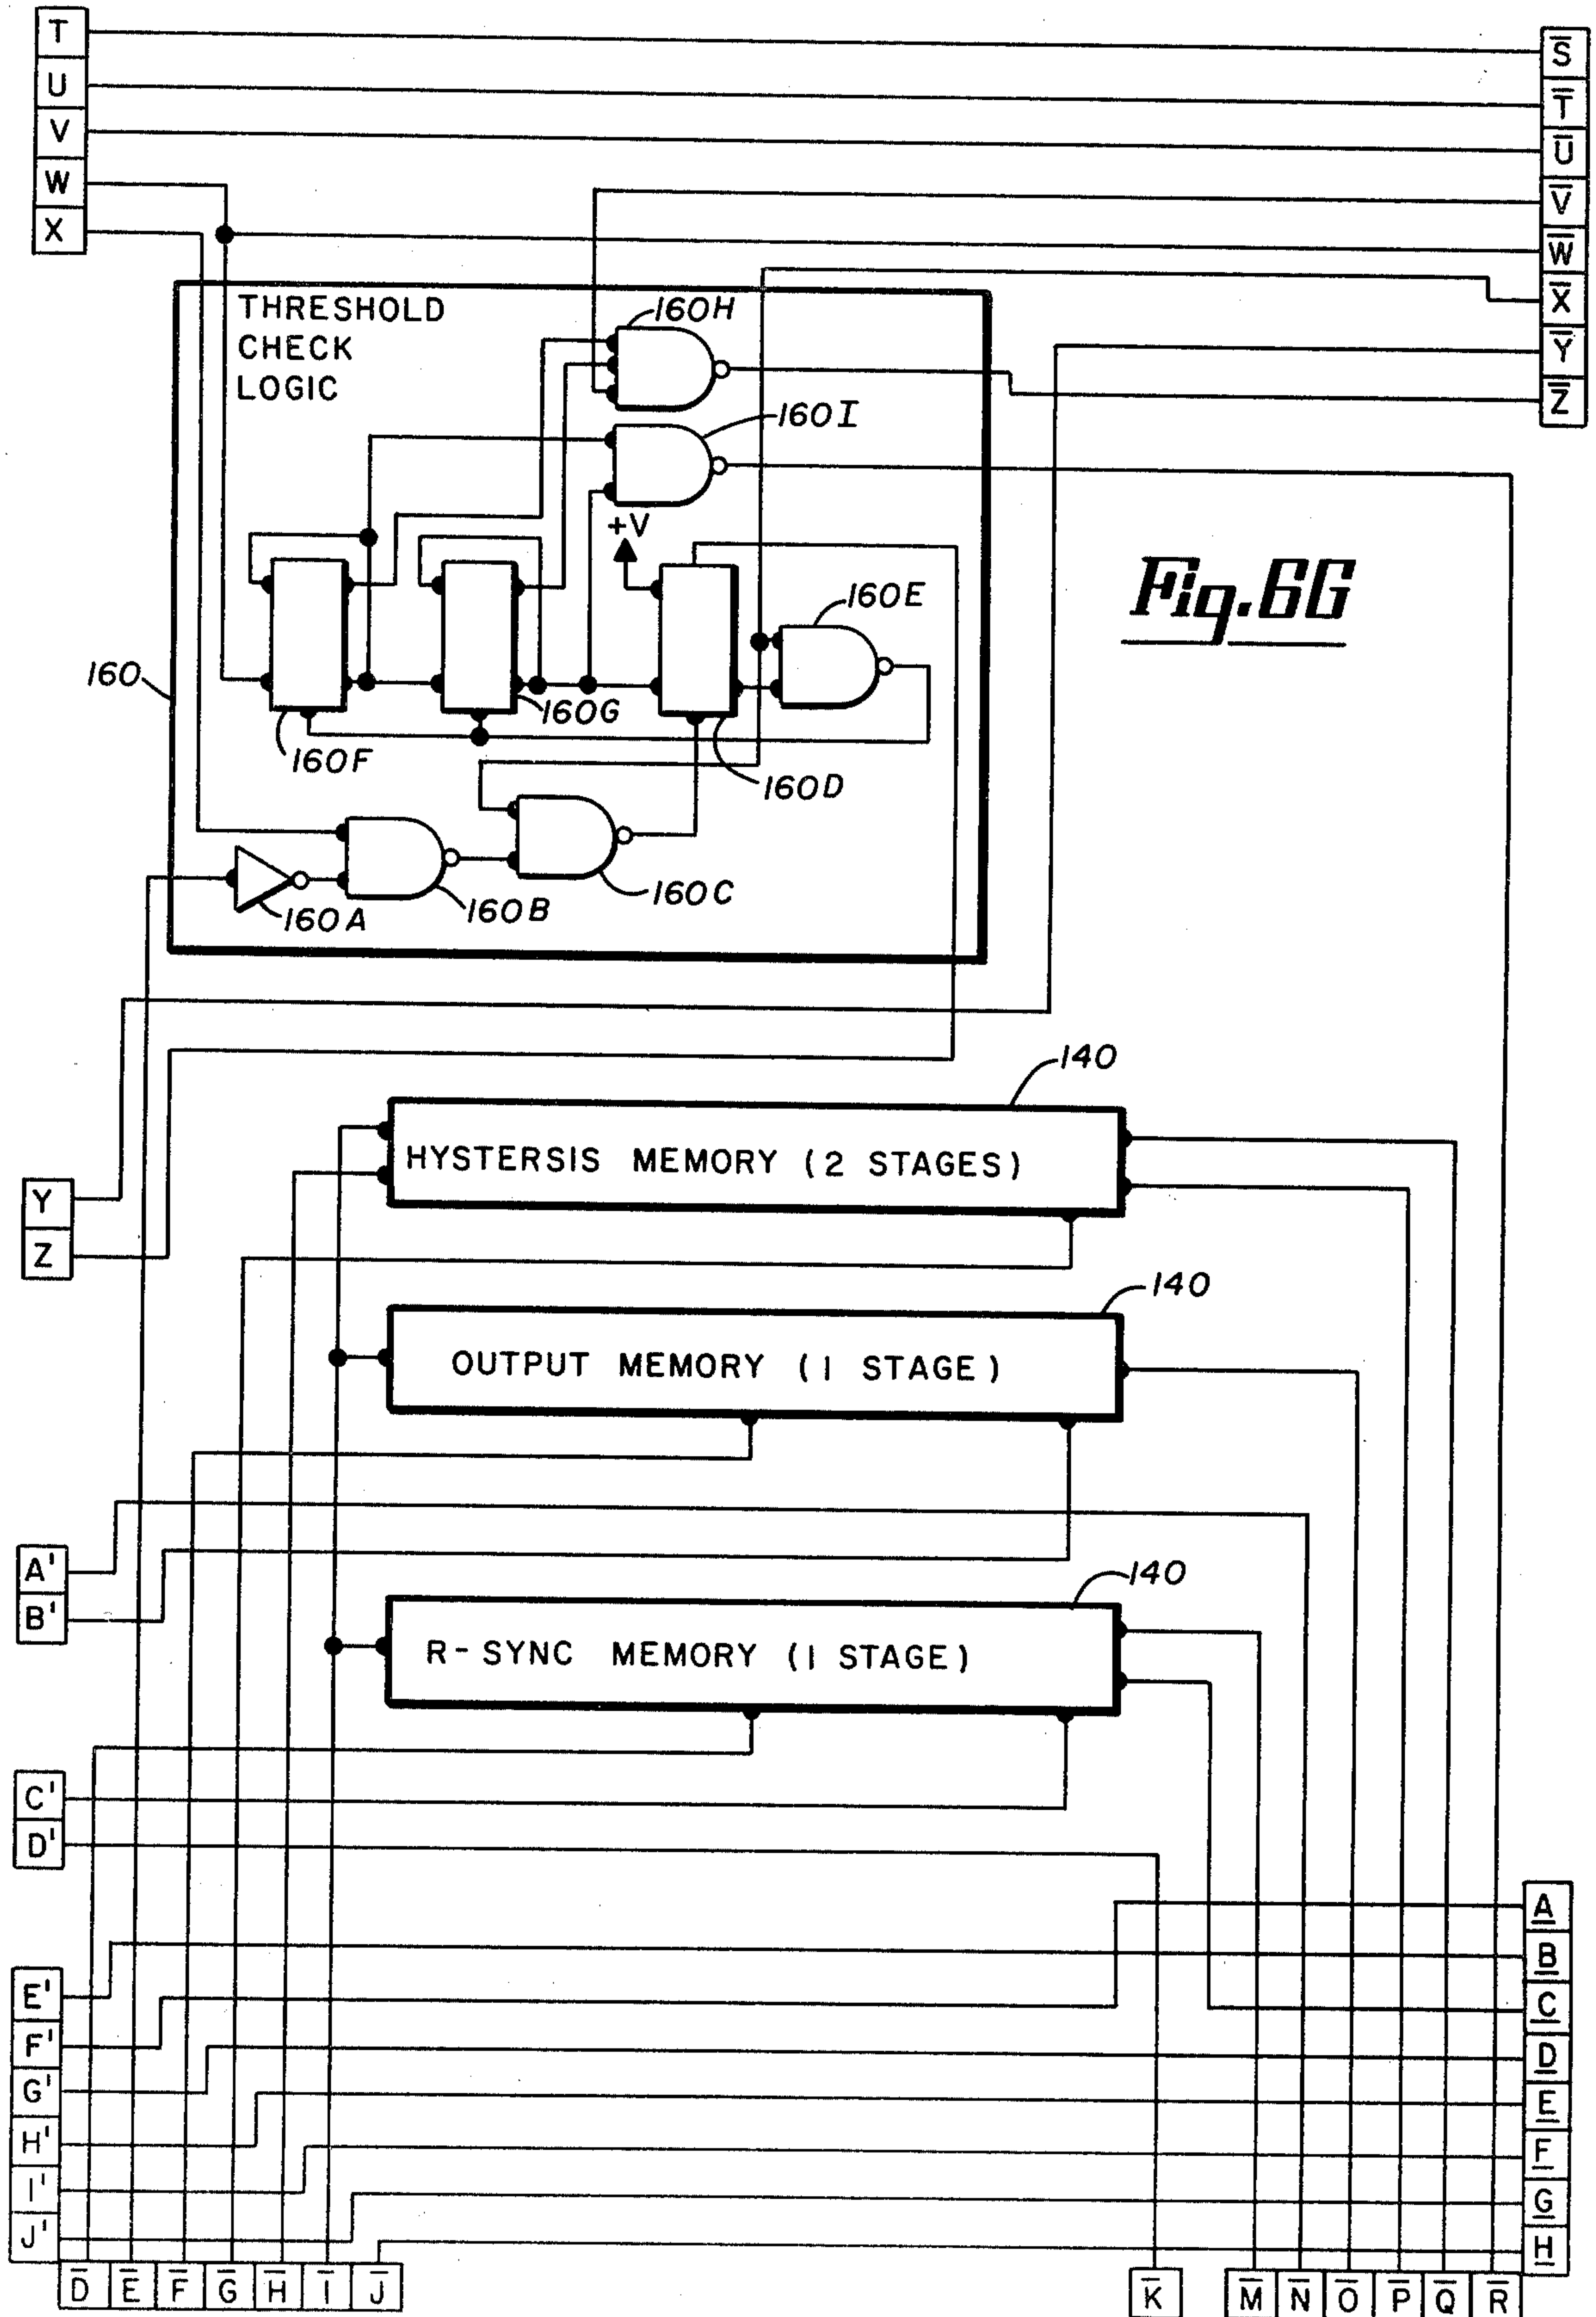 T
U
V
W
X
S̅
T̅
U̅
V̅
W̅
X̅
Y̅
Z̅
THRESHOLD
CHECK
LOGIC
160H
160I
+V
160E
160
160F
160G
160D
160A
160B
160C
Fig. 6G
Y
Z
140
HYSTERSIS MEMORY (2 STAGES)
140
OUTPUT MEMORY (1 STAGE)
A'
B'
140
R-SYNC MEMORY (1 STAGE)
C'
D'
E'
F'
G'
H'
I'
J'
A̲
B̲
C̲
D̲
E̲
F̲
G̲
H̲
D̅ E̅ F̅ G̅ H̅ I̅ J̅ K̅ M̅ N̅ O̅ P̅ Q̅ R̅